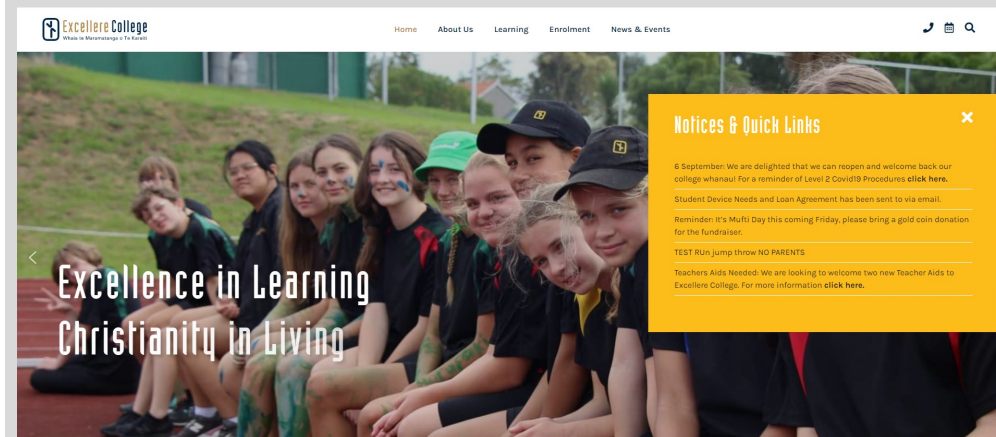 Excellere College
Whaia te Maramatanga o Te Karaiti
Home About Us Learning Enrolment News & Events
Notices & Quick Links
6 September: We are delighted that we can reopen and welcome back our
college whanau! For a reminder of Level 2 Covid19 Procedures click here.
Student Device Needs and Loan Agreement has been sent to via email.
Reminder: It's Mufti Day this coming Friday, please bring a gold coin donation
for the fundraiser.
TEST RUn jump throw NO PARENTS
Teachers Aids Needed: We are looking to welcome two new Teacher Aids to
Excellere College. For more information click here.
Excellence in Learning
Christianity in Living